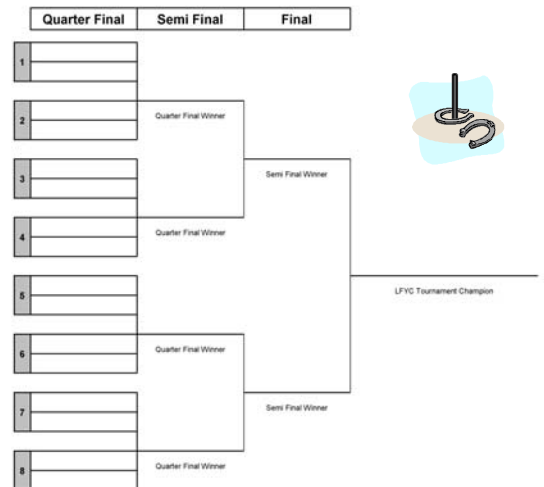 Quarter Final Semi Final Final
1
2
Quarter Final Winner
3
Semi Final Winner
4
Quarter Final Winner
5
LFYC Tournament Champion
6
Quarter Final Winner
7
Semi Final Winner
8
Quarter Final Winner